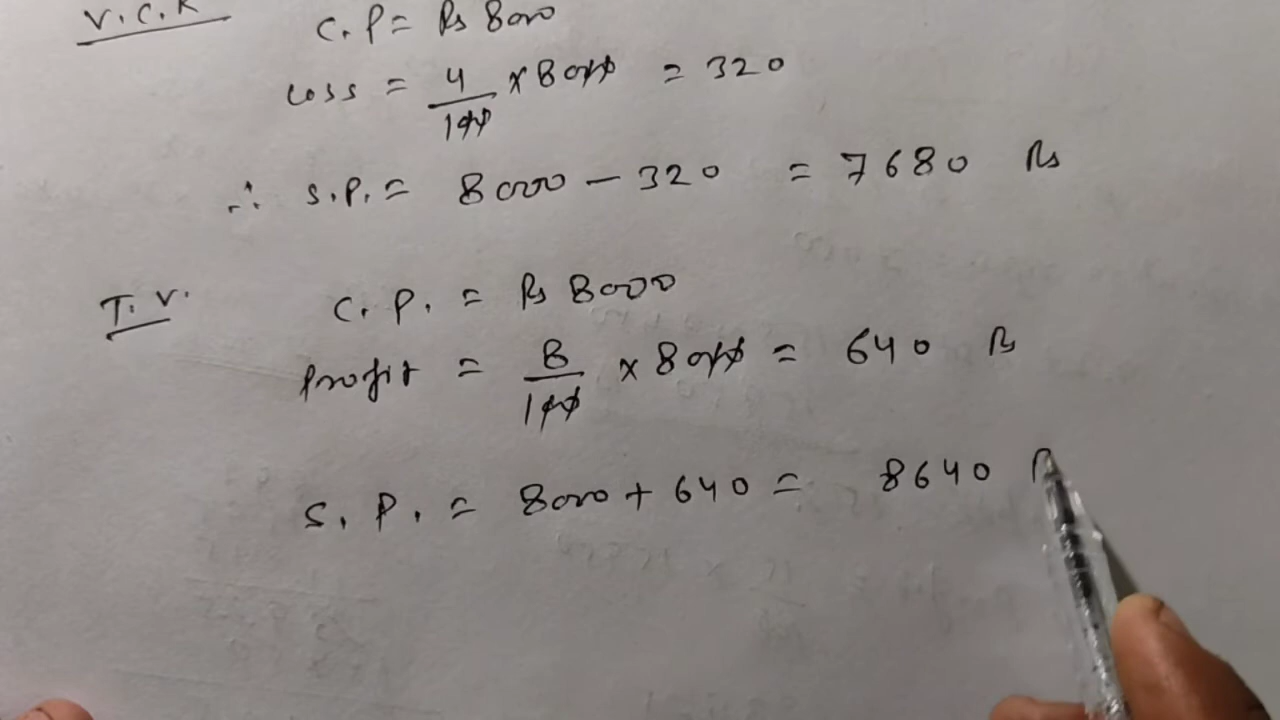 V.C.R C.P = Rs 8000
Loss = 4/100 × 8000 = 320
∴ S.P. = 8000 - 320 = 7680 Rs
T.V. C.P. = Rs 8000
Profit = 8/100 × 8000 = 640 Rs
S.P. = 8000 + 640 = 8640 R